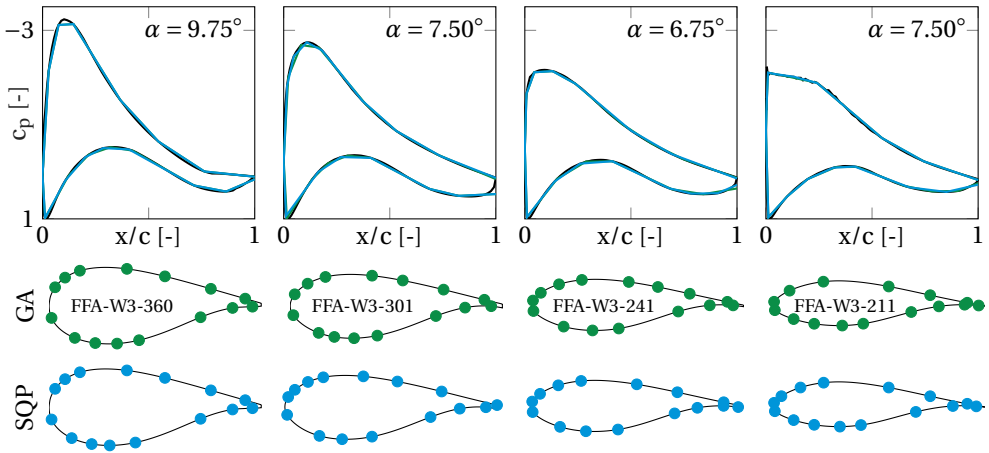 −3
α = 9.75°
α = 7.50°
α = 6.75°
α = 7.50°
c_p [-]
1
0 x/c [-] 1
0 x/c [-] 1
0 x/c [-] 1
0 x/c [-] 1
GA
FFA-W3-360
FFA-W3-301
FFA-W3-241
FFA-W3-211
SQP